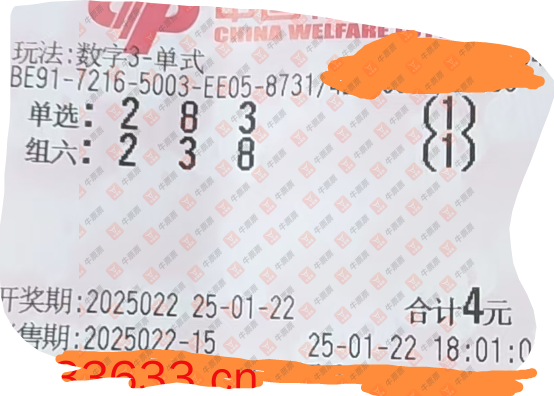 CHINA WELFARE
玩法:数字3-单式
BE91-7216-5003-EE05-8731
单选: 2 8 3 (1)
组六: 2 3 8 (1)
开奖期:2025022 25-01-22 合计4元
售期:2025022-15 25-01-22 18:01:0
33633.cn